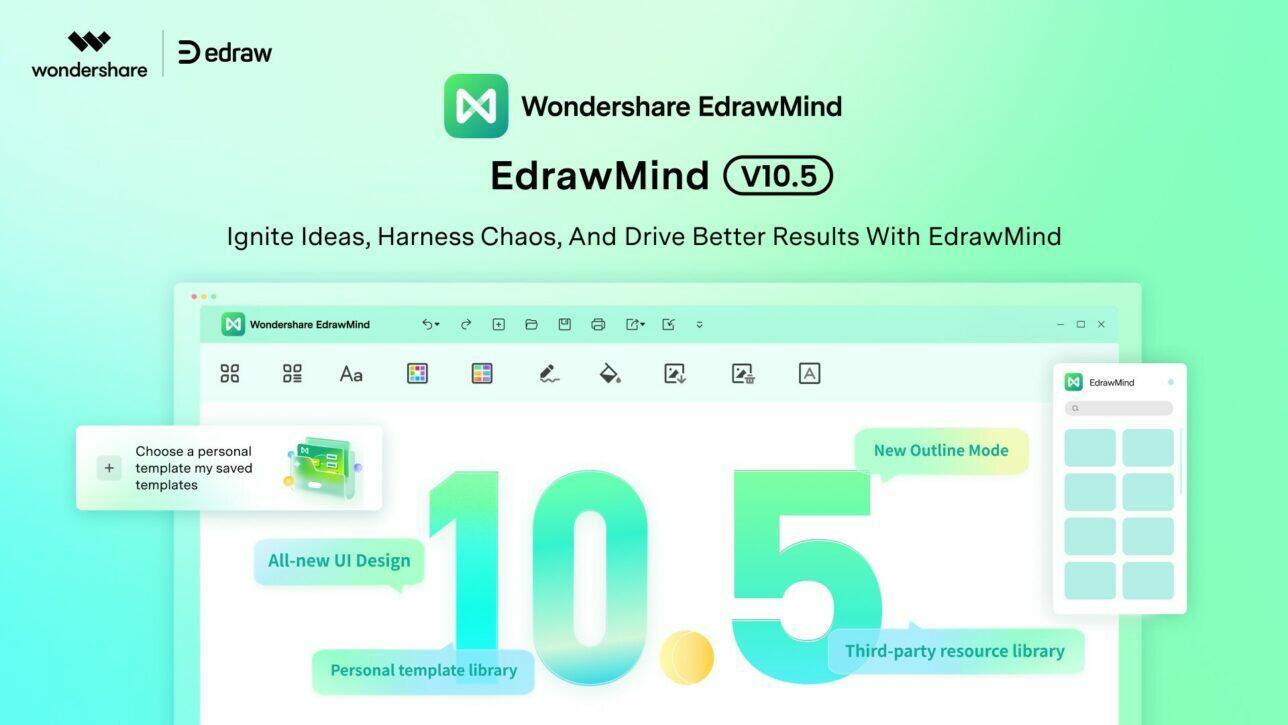 wondershare
edraw
Wondershare EdrawMind
EdrawMind V10.5
Ignite Ideas, Harness Chaos, And Drive Better Results With EdrawMind
Wondershare EdrawMind
Aa
A
EdrawMind
Choose a personal
template my saved
templates
New Outline Mode
10.5
All-new UI Design
Third-party resource library
Personal template library